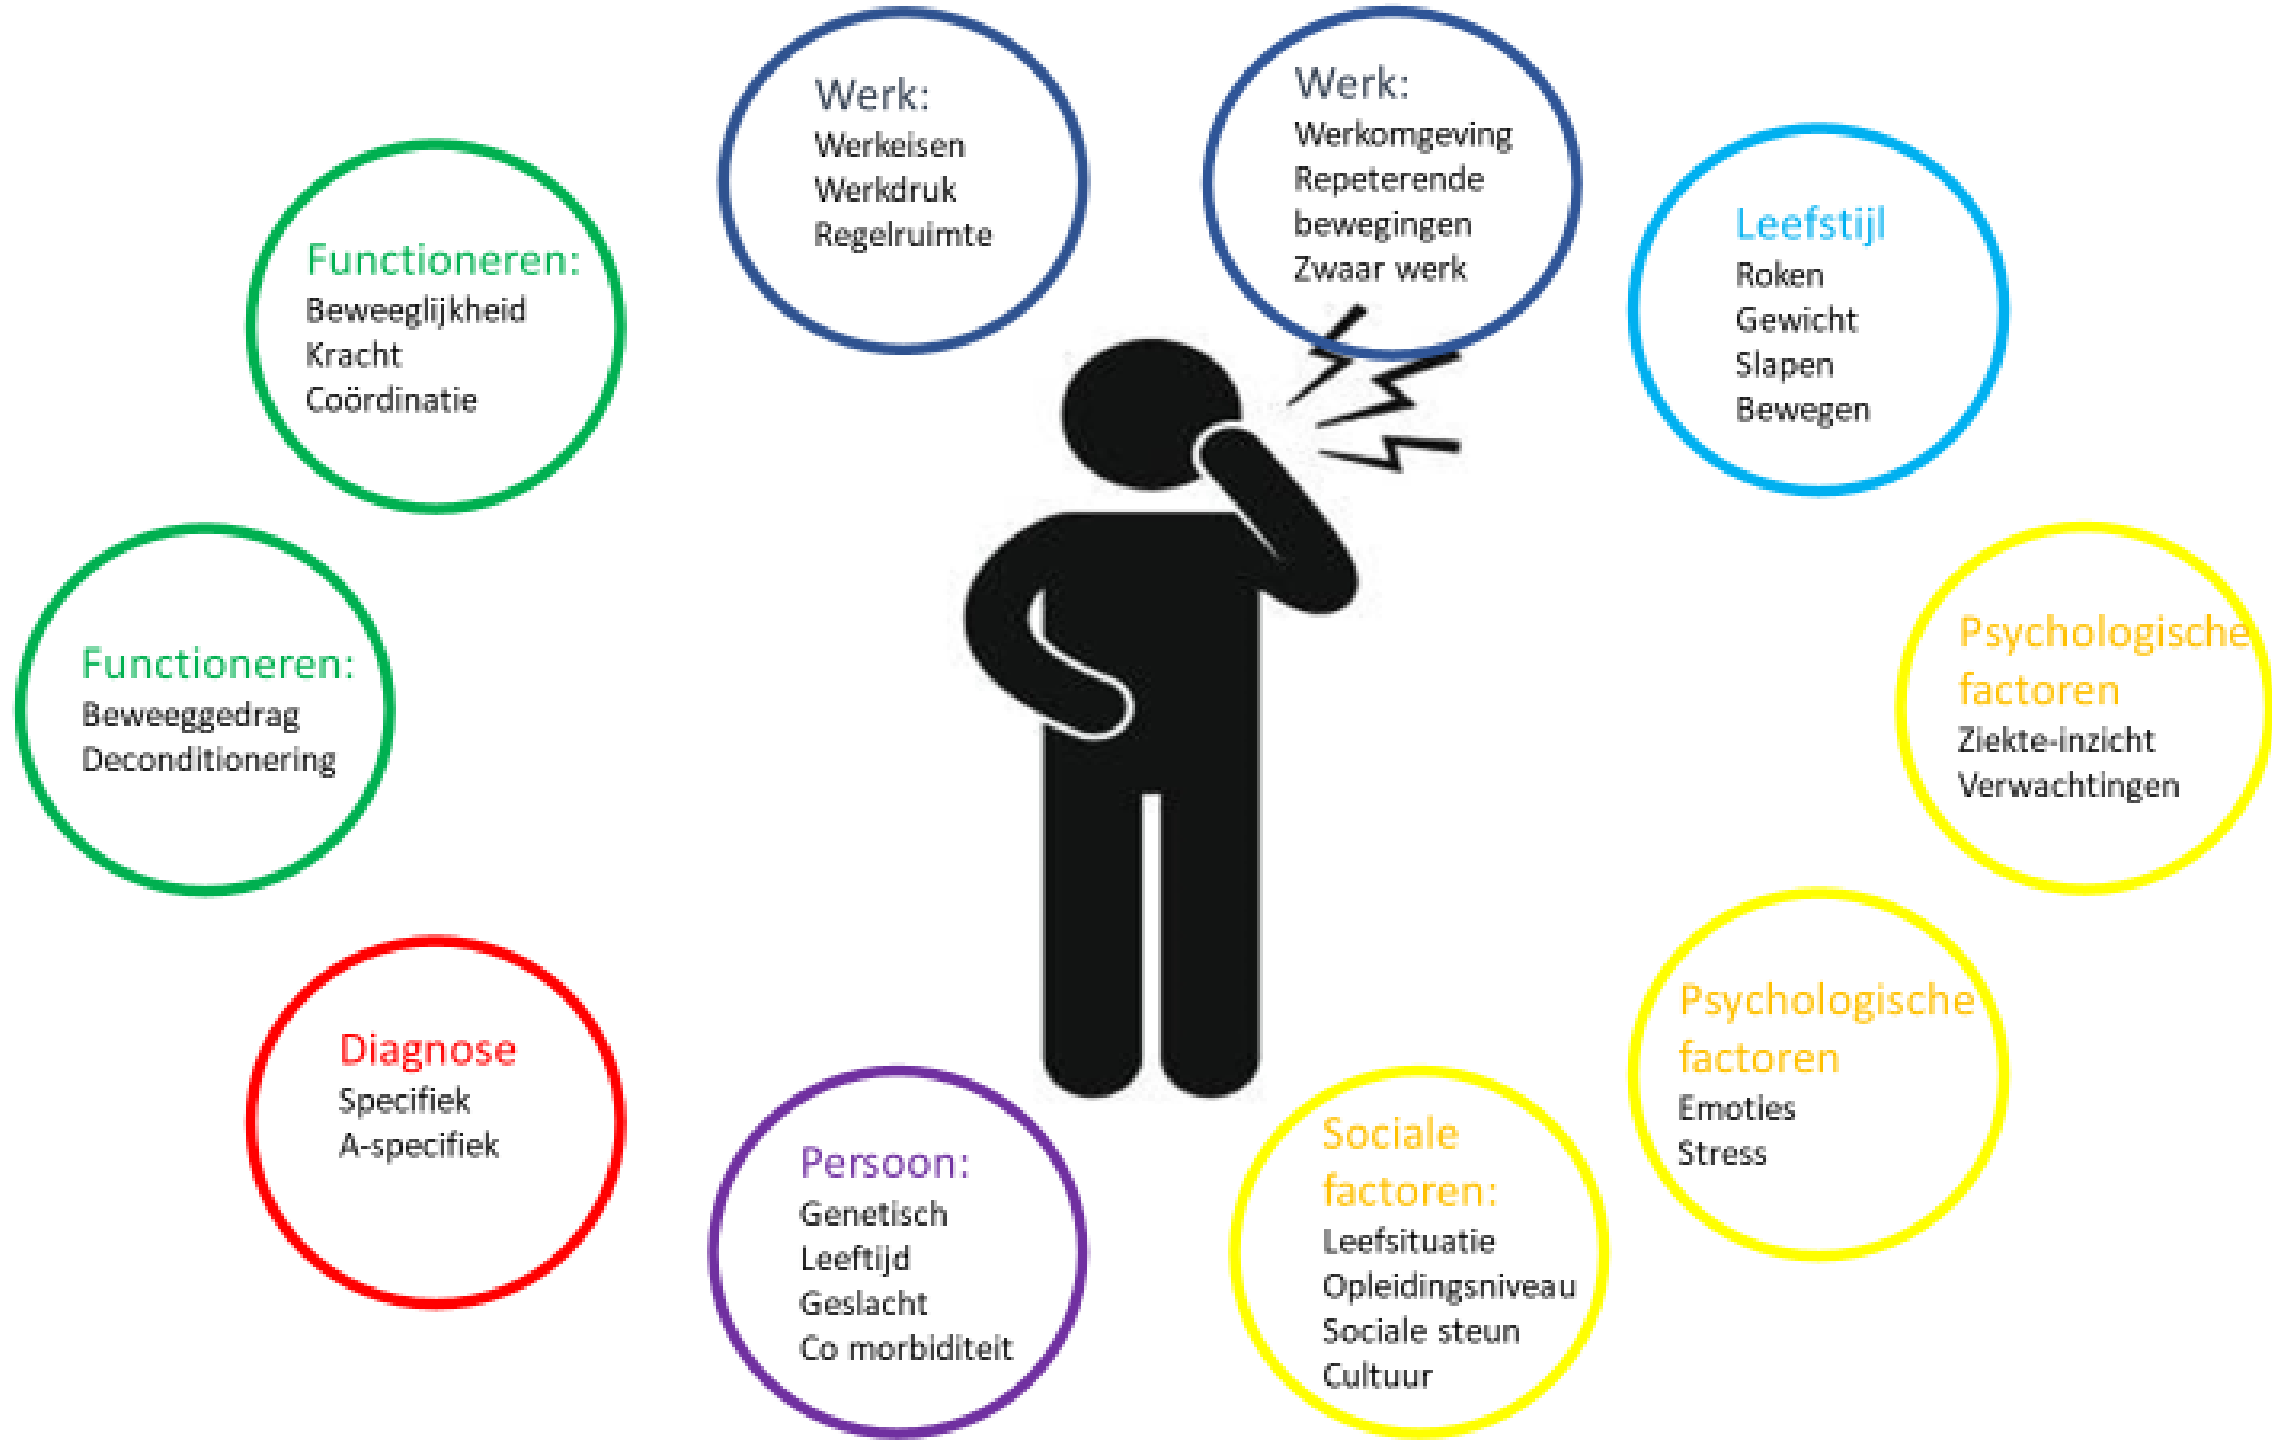 Werk:
Werkeisen
Werkdruk
Regelruimte
Werk:
Werkomgeving
Repeterende
bewegingen
Zwaar werk
Leefstijl
Roken
Gewicht
Slapen
Bewegen
Psychologische
factoren
Ziekte-inzicht
Verwachtingen
Psychologische
factoren
Emoties
Stress
Sociale
factoren:
Leefsituatie
Opleidingsniveau
Sociale steun
Cultuur
Persoon:
Genetisch
Leeftijd
Geslacht
Co morbiditeit
Diagnose
Specifiek
A-specifiek
Functioneren:
Beweeggedrag
Deconditionering
Functioneren:
Beweeglijkheid
Kracht
Coördinatie